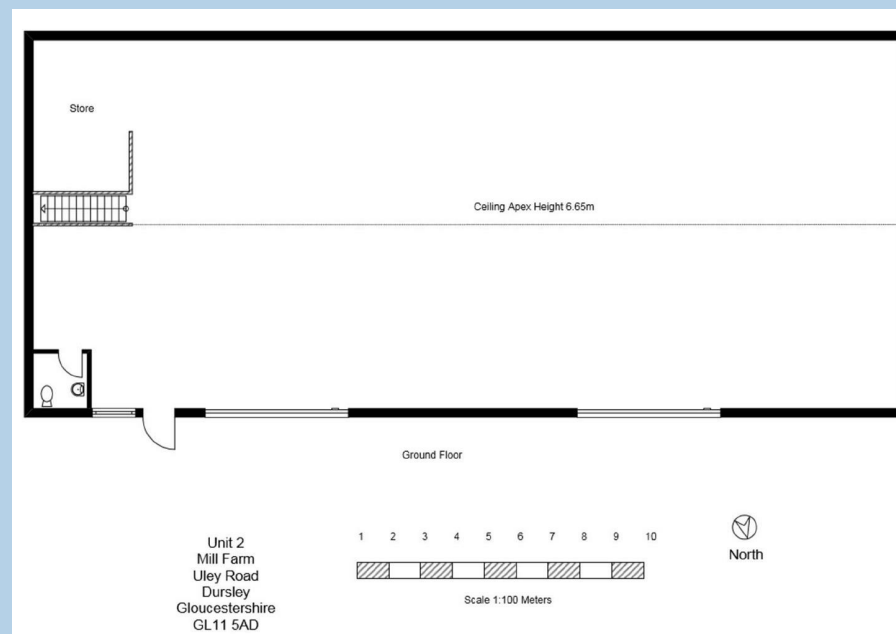 Store
Ceiling Apex Height 6.65m
Ground Floor
Unit 2
Mill Farm
Uley Road
Dursley
Gloucestershire
GL11 5AD
1 2 3 4 5 6 7 8 9 10
Scale 1:100 Meters
North